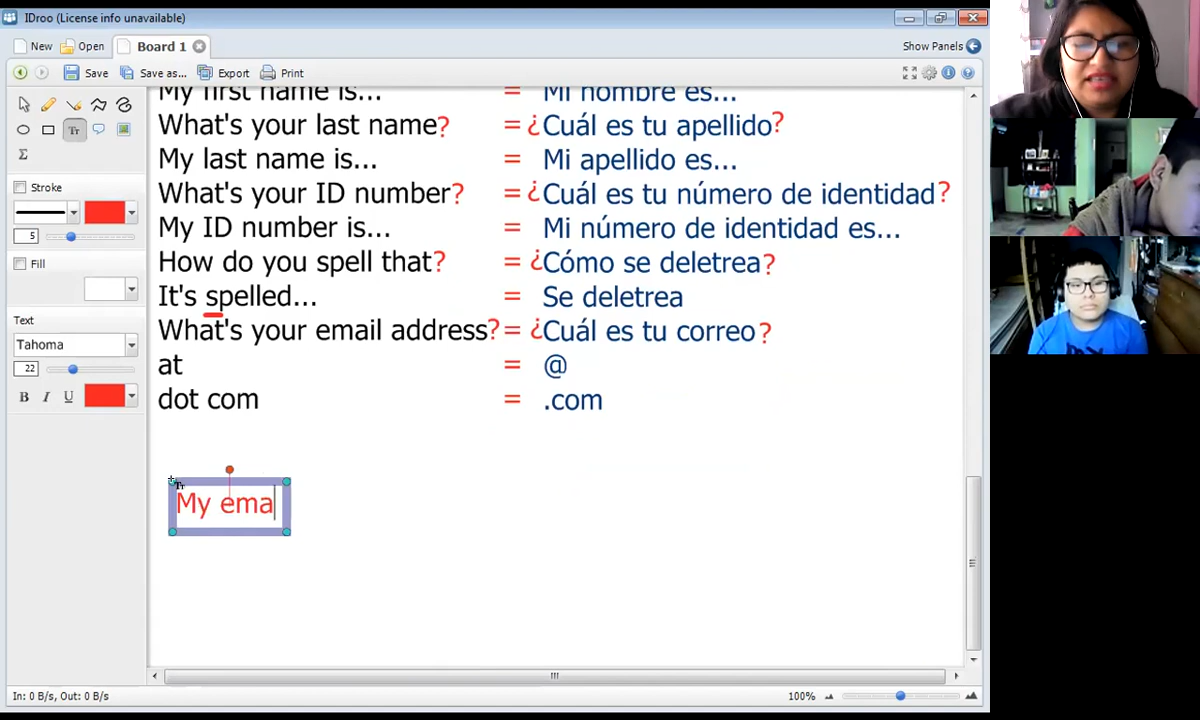 IDroo (License info unavailable)
New Open Board 1 Show Panels
Save Save as... Export Print
My first name is... = Mi nombre es...
What's your last name? = ¿Cuál es tu apellido?
My last name is... = Mi apellido es...
What's your ID number? = ¿Cuál es tu número de identidad?
My ID number is... = Mi número de identidad es...
How do you spell that? = ¿Cómo se deletrea?
It's spelled... = Se deletrea
What's your email address? = ¿Cuál es tu correo?
at = @
dot com = .com
My ema
Tr
Σ
Stroke
5
Fill
Text
Tahoma
22
B I U
In: 0 B/s, Out: 0 B/s 100%